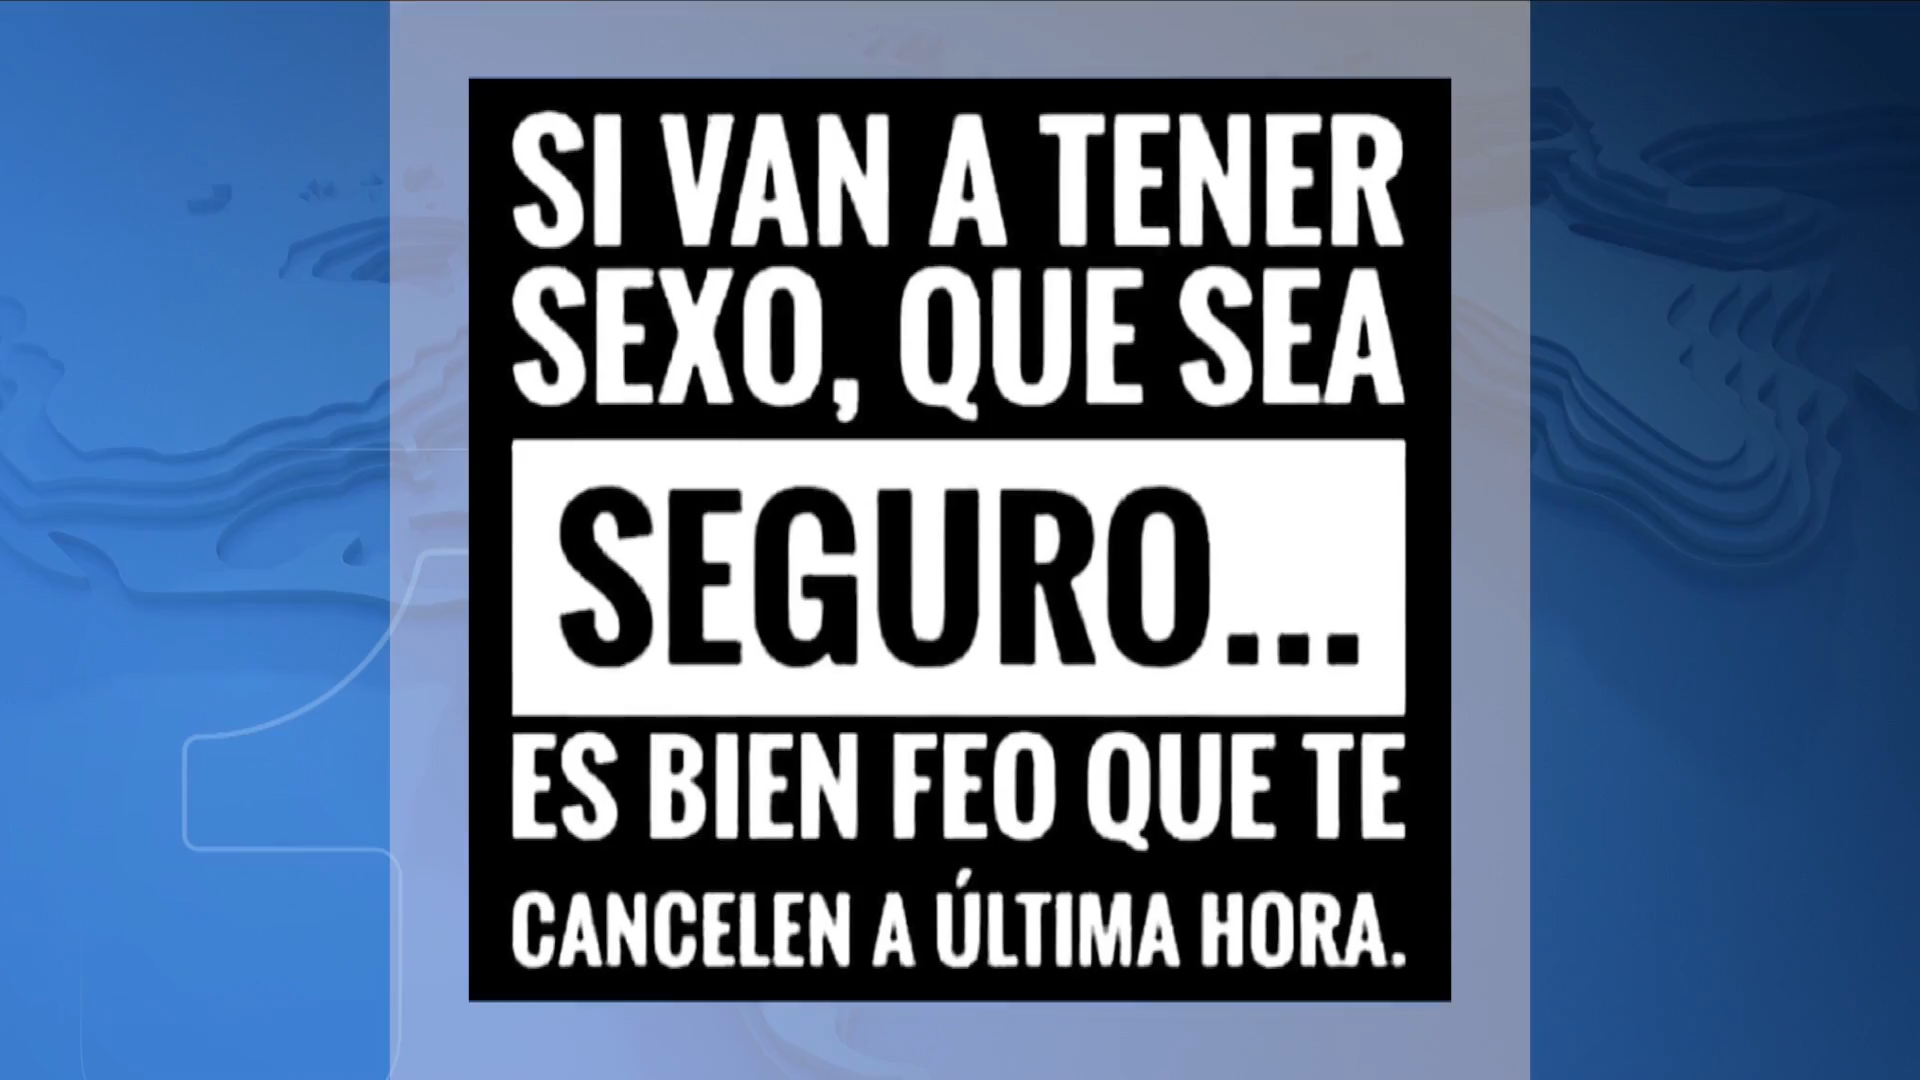 SI VAN A TENER
SEXO, QUE SEA
SEGURO...
ES BIEN FEO QUE TE
CANCELEN A ÚLTIMA HORA.